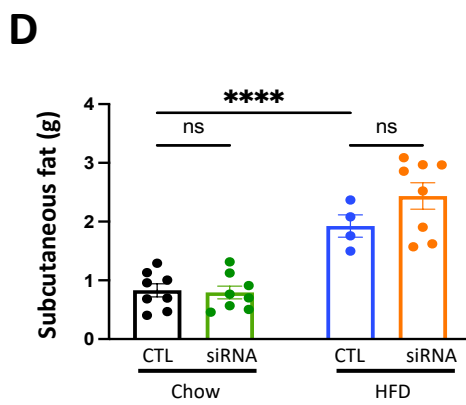 D
Subcutaneous fat (g)
4
3
2
1
0
****
ns
ns
CTL siRNA CTL siRNA
Chow HFD